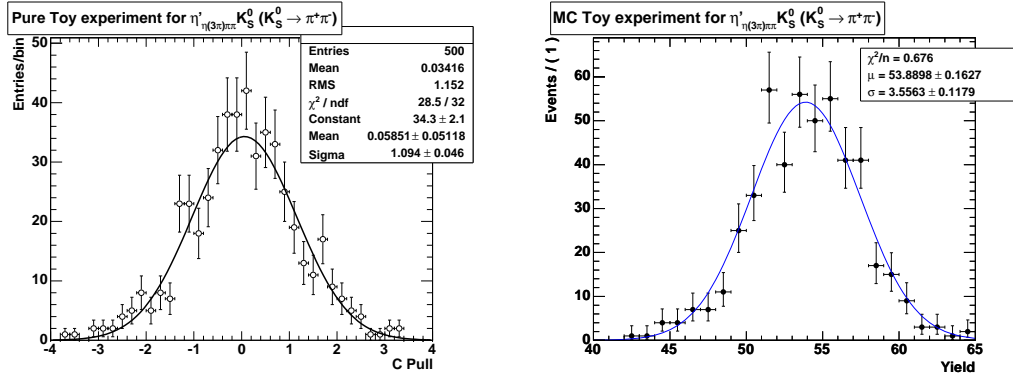 Pure Toy experiment for η'η(3π)ππK⁰S (K⁰S → π⁺π⁻)
Entries/bin
50
40
30
20
10
0
Entries 500
Mean 0.03416
RMS 1.152
χ² / ndf 28.5 / 32
Constant 34.3 ± 2.1
Mean 0.05851 ± 0.05118
Sigma 1.094 ± 0.046
-4 -3 -2 -1 0 1 2 3 4
C Pull
MC Toy experiment for η'η(3π)ππK⁰S (K⁰S → π⁺π⁻)
Events / ( 1 )
60
50
40
30
20
10
0
χ²/n = 0.676
μ = 53.8898 ± 0.1627
σ = 3.5563 ± 0.1179
40 45 50 55 60 65
Yield